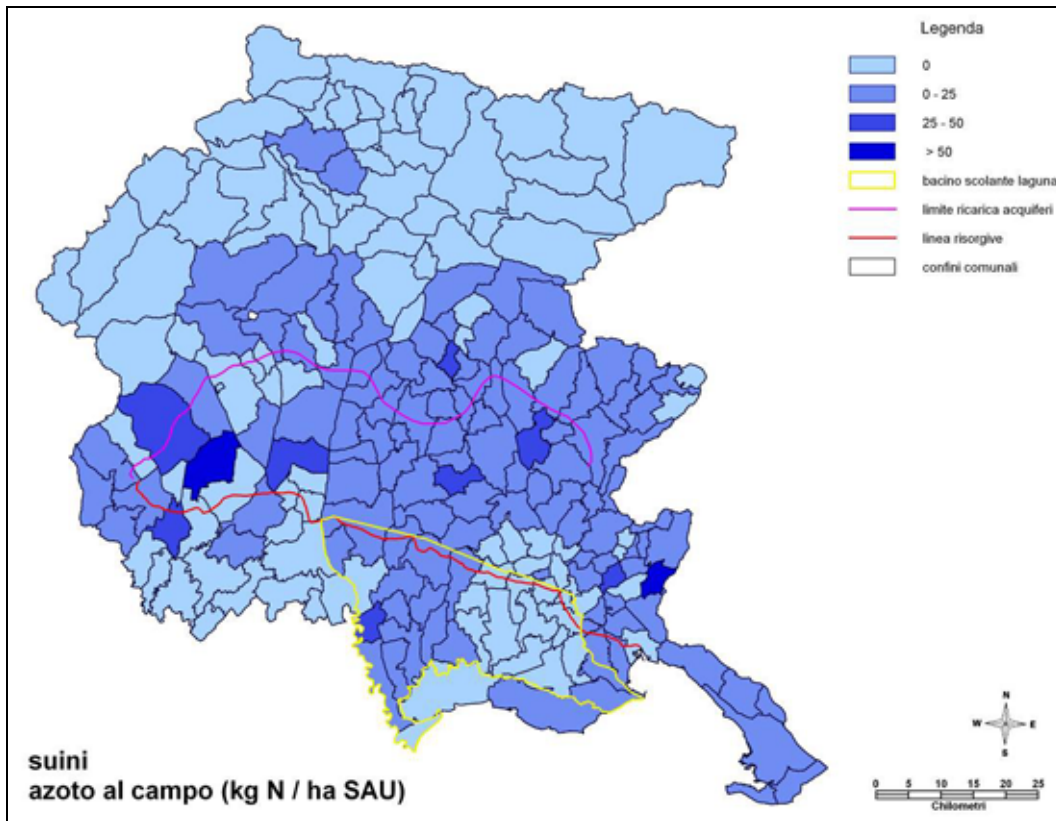 Legenda
0
0 - 25
25 - 50
> 50
bacino scolante laguna
limite ricarica acquiferi
linea risorgive
confini comunali
N
W E
S
suini
azoto al campo (kg N / ha SAU)
0 5 10 15 20 25
Chilometri